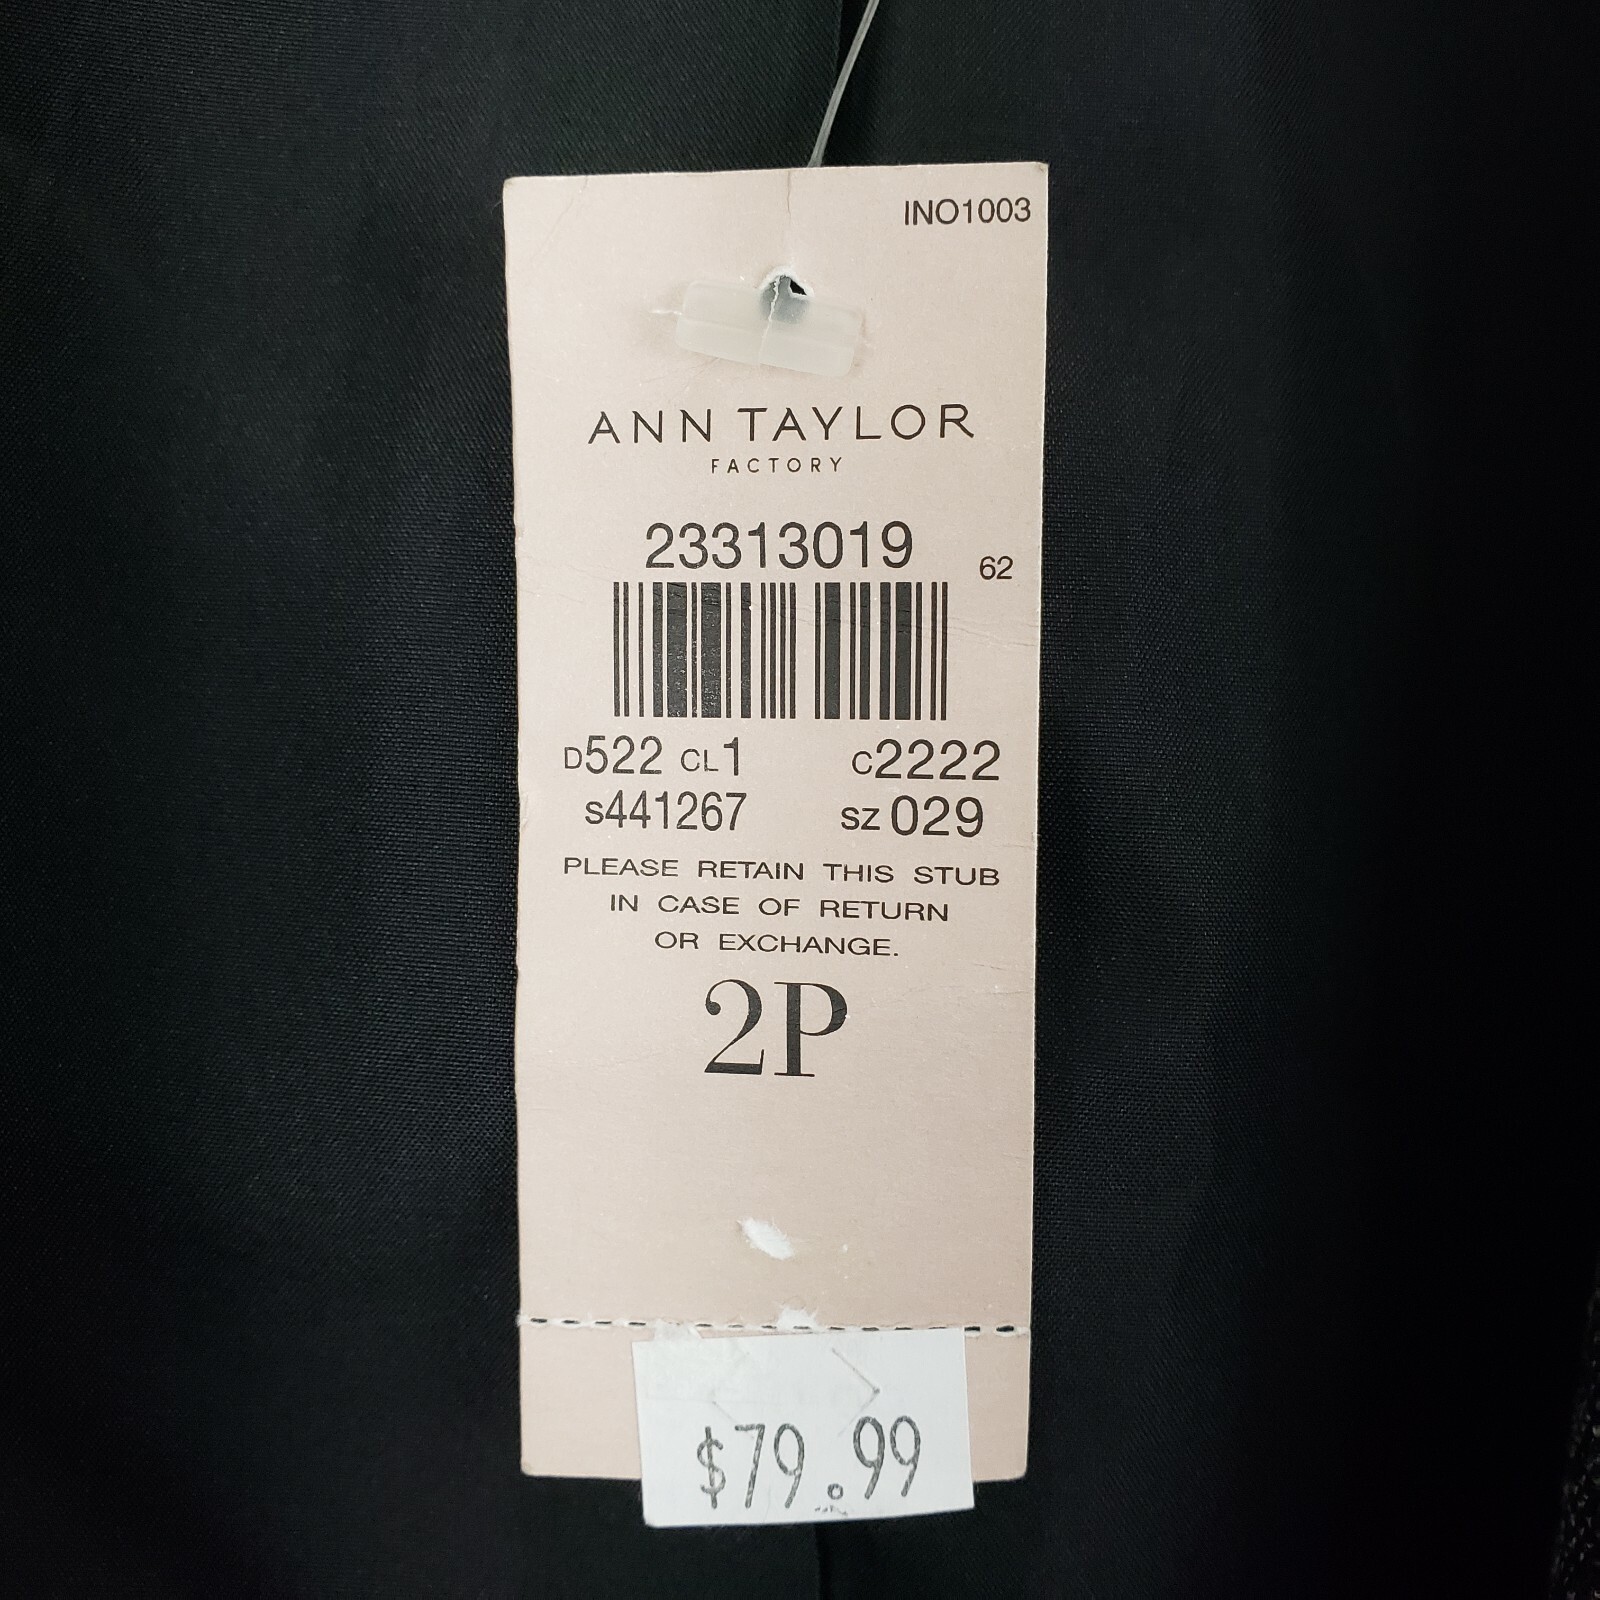 INO1003
ANN TAYLOR
FACTORY
23313019 62
D522 CL1 C2222
S441267 SZ 029
PLEASE RETAIN THIS STUB
IN CASE OF RETURN
OR EXCHANGE.
2P
$79.99